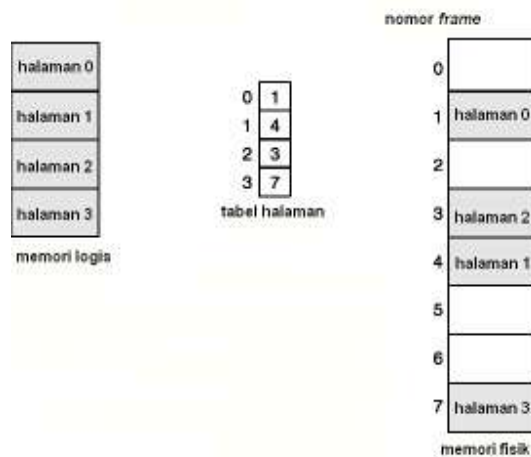 halaman 0
halaman 1
halaman 2
halaman 3
memori logis
0 1
1 4
2 3
3 7
tabel halaman
nomor frame
0
1 halaman 0
2
3 halaman 2
4 halaman 1
5
6
7 halaman 3
memori fisik